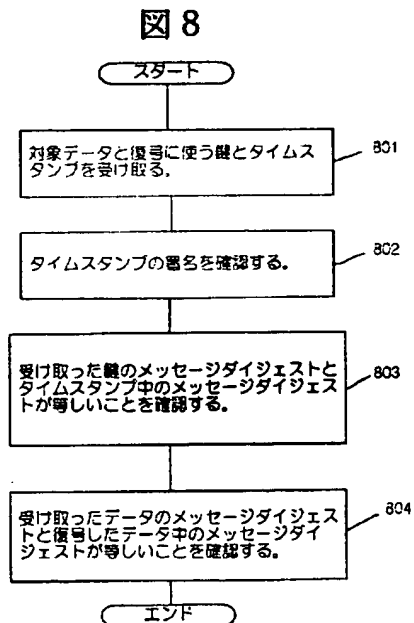 図 8
スタート
対象データと復号に使う鍵とタイムス
タンプを受け取る。
801
タイムスタンプの署名を確認する。
802
受け取った鍵のメッセージダイジェストと
タイムスタンプ中のメッセージダイジェス
トが等しいことを確認する。
803
受け取ったデータのメッセージダイジェス
トと復号したデータ中のメッセージダイ
ジェストが等しいことを確認する。
804
エンド